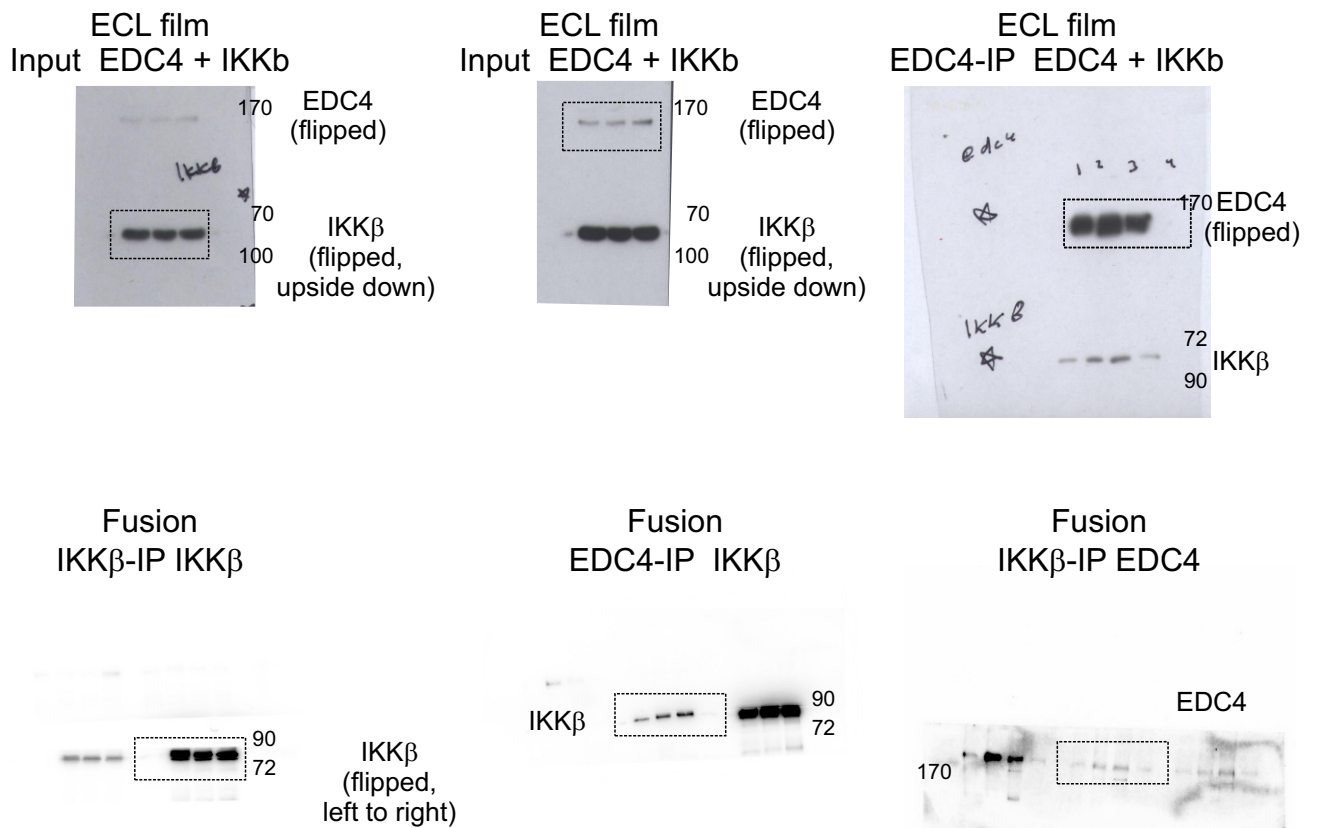 ECL film
Input EDC4 + IKKb
170
EDC4
(flipped)
IKKB
70
100
IKKβ
(flipped,
upside down)
ECL film
Input EDC4 + IKKb
170
EDC4
(flipped)
70
100
IKKβ
(flipped,
upside down)
ECL film
EDC4-IP EDC4 + IKKb
edc4
1 2 3 4
170
EDC4
(flipped)
IKKB
72
90
IKKβ
Fusion
IKKβ-IP IKKβ
90
72
IKKβ
(flipped,
left to right)
Fusion
EDC4-IP IKKβ
IKKβ
90
72
Fusion
IKKβ-IP EDC4
EDC4
170